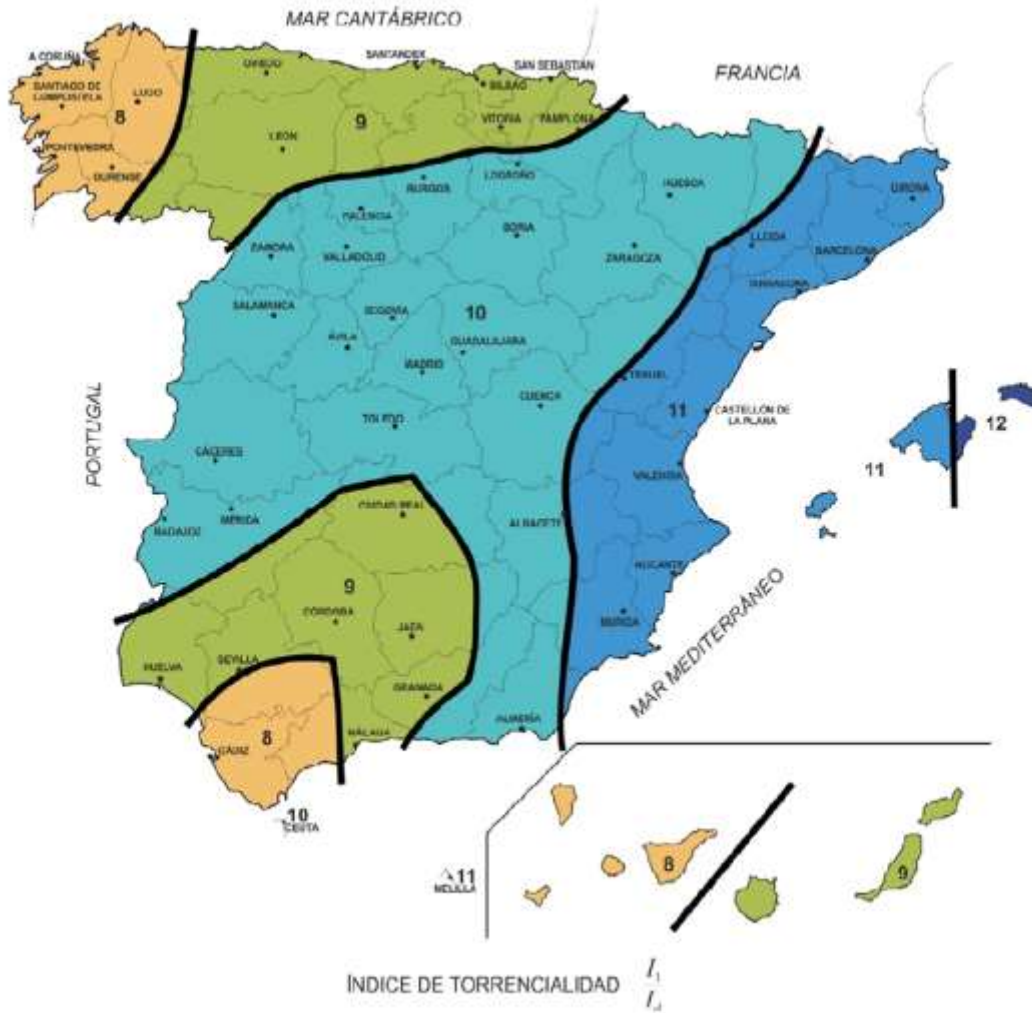 MAR CANTÁBRICO
A CORUÑA
SANTANDER
SAN SEBASTIÁN
FRANCIA
OVIEDO
BILBAO
SANTIAGO DE
LUGO
8
9
VITORIA
PAMPLONA
LEÓN
PONTEVEDRA
OURENSE
LOGROÑO
BURGOS
HUESCA
GIRONA
PALENCIA
SORIA
ZAMORA
VALLADOLID
ZARAGOZA
LLEIDA
BARCELONA
TARRAGONA
SALAMANCA
SEGOVIA
10
ÁVILA
GUADALAJARA
MADRID
TERUEL
CUENCA
11
CASTELLÓN DE
LA PLANA
12
TOLEDO
PORTUGAL
CÁCERES
VALENCIA
11
MÉRIDA
BADAJOZ
CIUDAD REAL
ALBACETE
ALICANTE
9
CÓRDOBA
JAÉN
MURCIA
MAR MEDITERRÁNEO
HUELVA
SEVILLA
GRANADA
8
ALMERÍA
MÁLAGA
CÁDIZ
10
CEUTA
11
MELILLA
8
9
ÍNDICE DE TORRENCIALIDAD
I₁
I_d